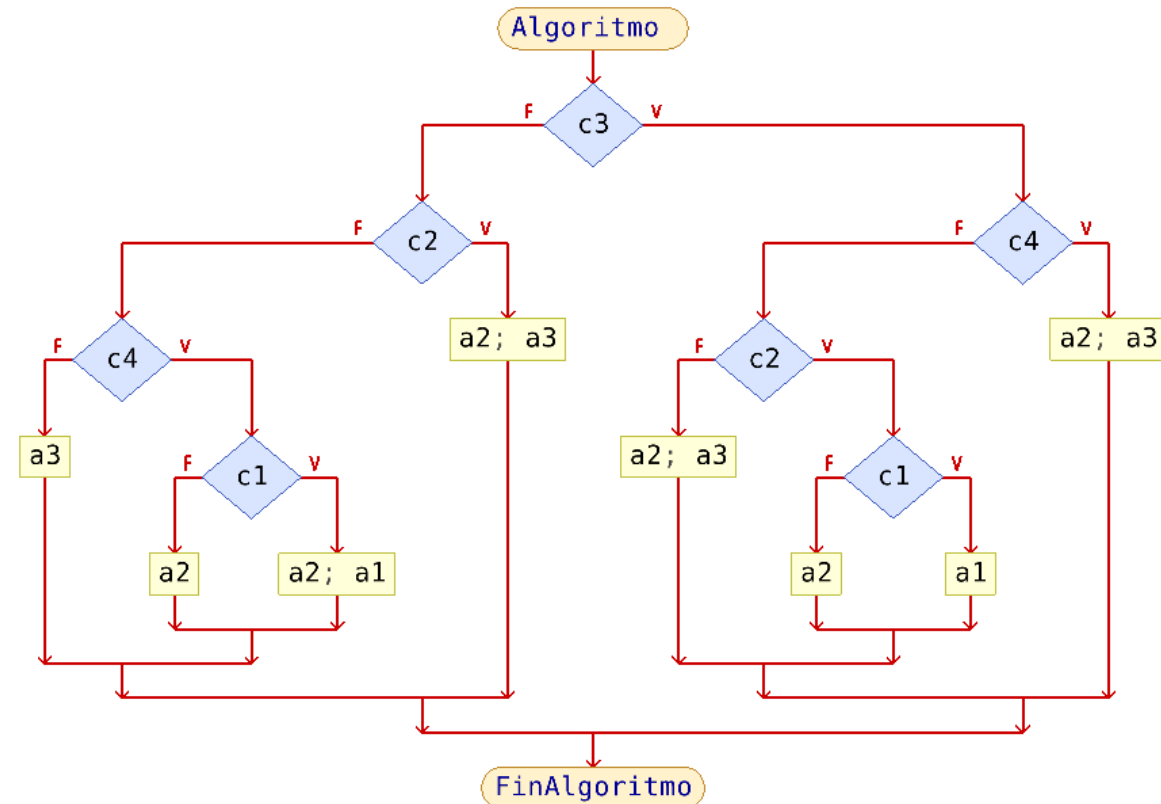 Algoritmo
F V
c3
F V F V
c2 c4
a2; a3 a2; a3
F V F V
c4 c2
a3 a2; a3
F V F V
c1 c1
a2 a2; a1 a2 a1
FinAlgoritmo